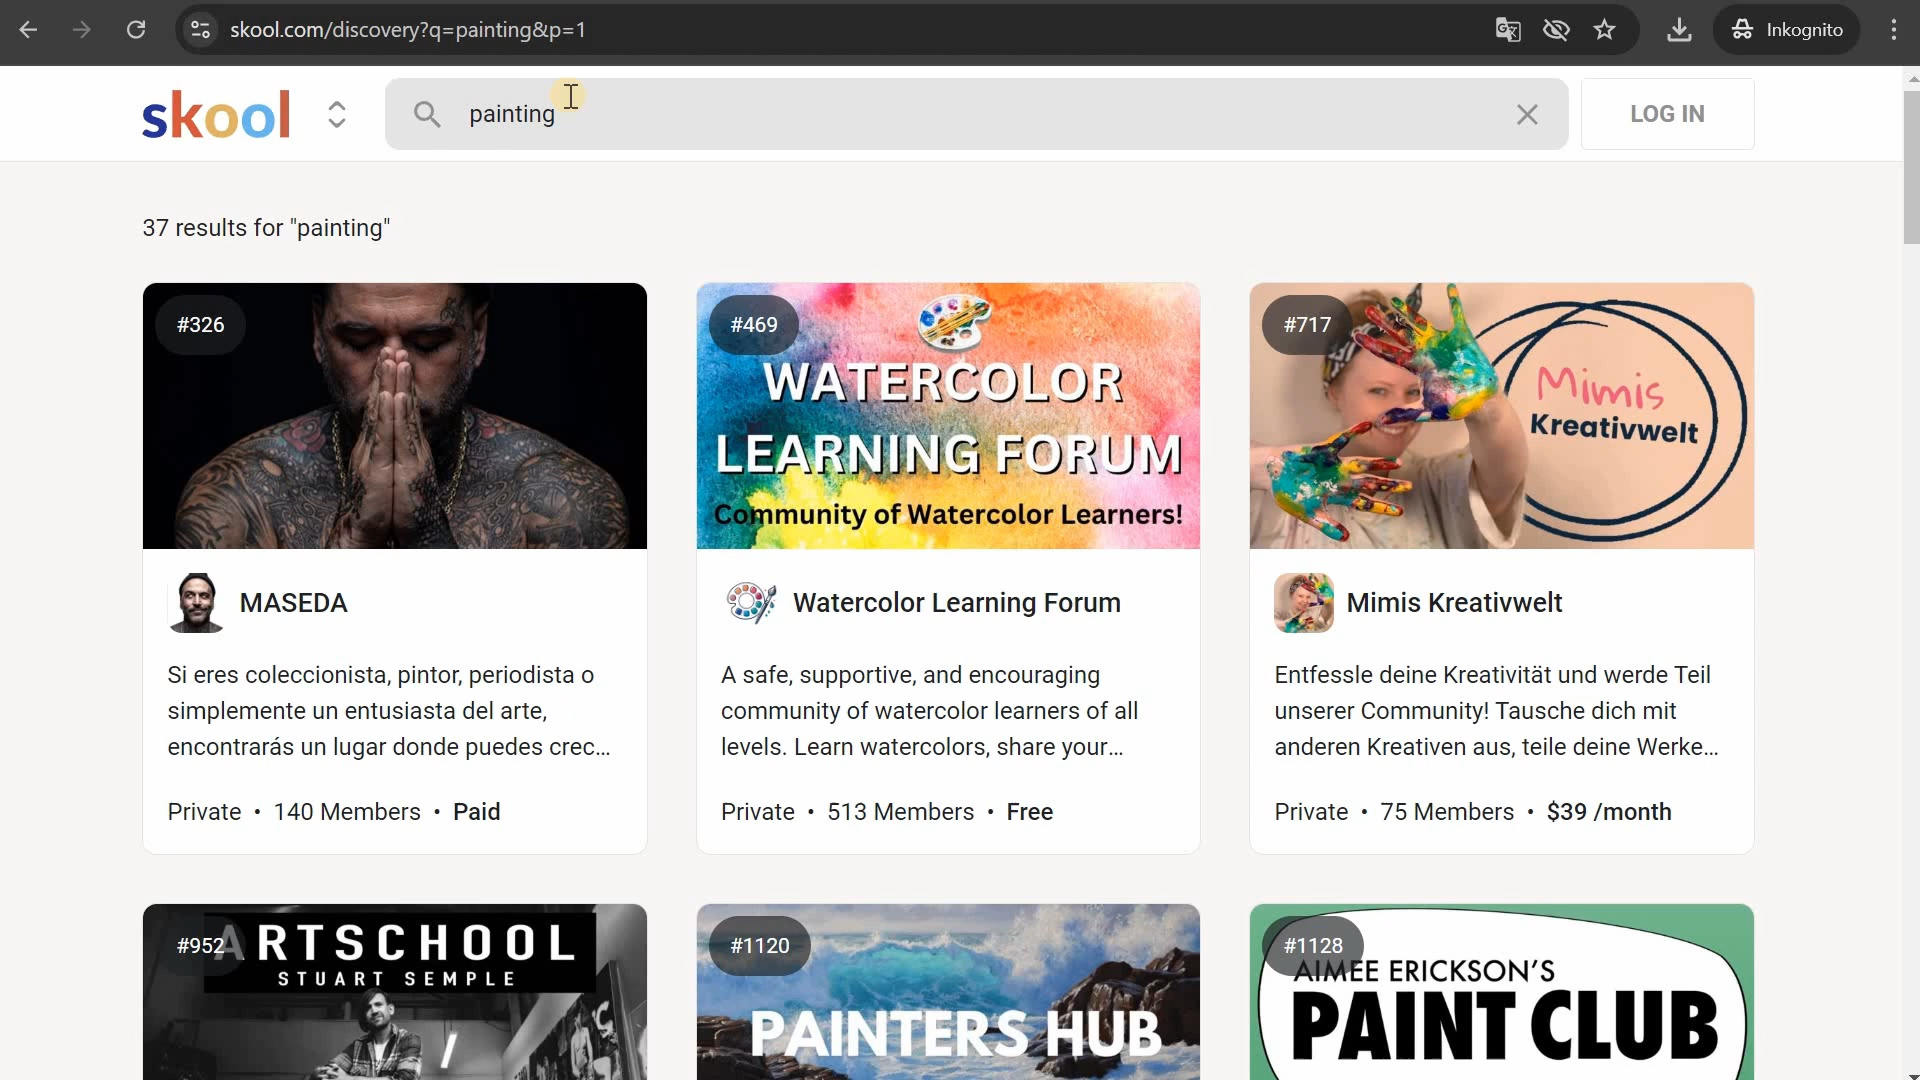 skool.com/discovery?q=painting&p=1
Inkognito
skool
painting
LOG IN
37 results for "painting"
#326
#469
WATERCOLOR
LEARNING FORUM
Community of Watercolor Learners!
#717
Mimis
Kreativwelt
MASEDA
Si eres coleccionista, pintor, periodista o
simplemente un entusiasta del arte,
encontrarás un lugar donde puedes crec...
Private • 140 Members • Paid
Watercolor Learning Forum
A safe, supportive, and encouraging
community of watercolor learners of all
levels. Learn watercolors, share your...
Private • 513 Members • Free
Mimis Kreativwelt
Entfessle deine Kreativität und werde Teil
unserer Community! Tausche dich mit
anderen Kreativen aus, teile deine Werke...
Private • 75 Members • $39 /month
#952
ARTSCHOOL
STUART SEMPLE
#1120
PAINTERS HUB
#1128
AIMEE ERICKSON'S
PAINT CLUB